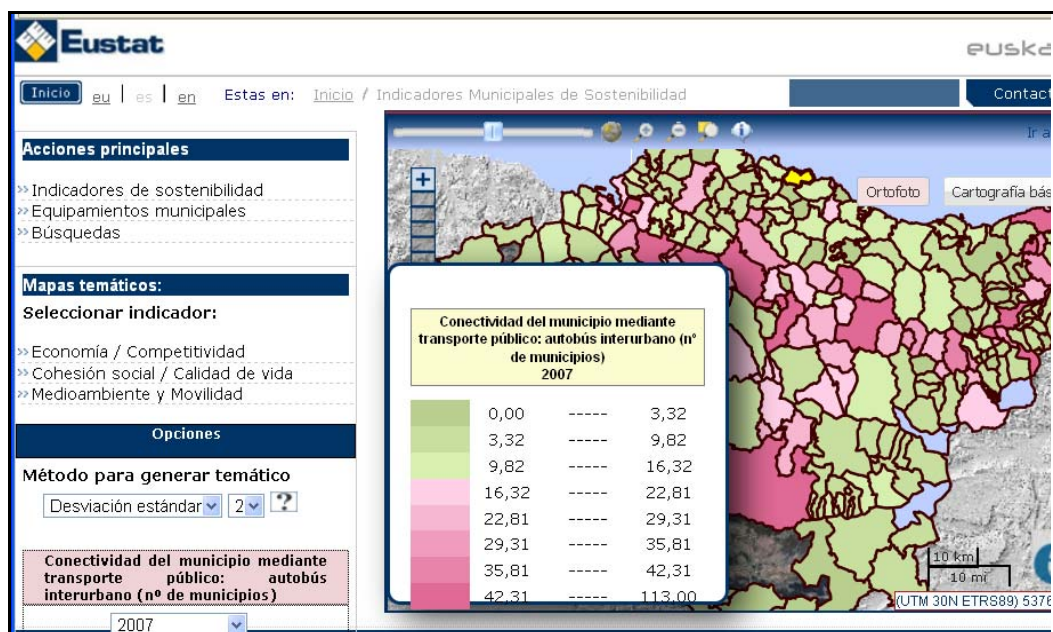 Eustat
euska
Inicio eu | es | en Estas en: Inicio / Indicadores Municipales de Sostenibilidad
Contact
Acciones principales
Ir a
›› Indicadores de sostenibilidad
›› Equipamientos municipales
›› Búsquedas
Ortofoto
Cartografía bás
Mapas temáticos:
Seleccionar indicador:
›› Economía / Competitividad
›› Cohesión social / Calidad de vida
›› Medioambiente y Movilidad
Opciones
Método para generar temático
Desviación estándar 2 ?
Conectividad del municipio mediante
transporte público: autobús
interurbano (nº de municipios)
2007
Conectividad del municipio mediante
transporte público: autobús interurbano (nº
de municipios)
2007
0,00 ----- 3,32
3,32 ----- 9,82
9,82 ----- 16,32
16,32 ----- 22,81
22,81 ----- 29,31
29,31 ----- 35,81
35,81 ----- 42,31
42,31 ----- 113,00
10 km
10 mi
(UTM 30N ETRS89) 5376